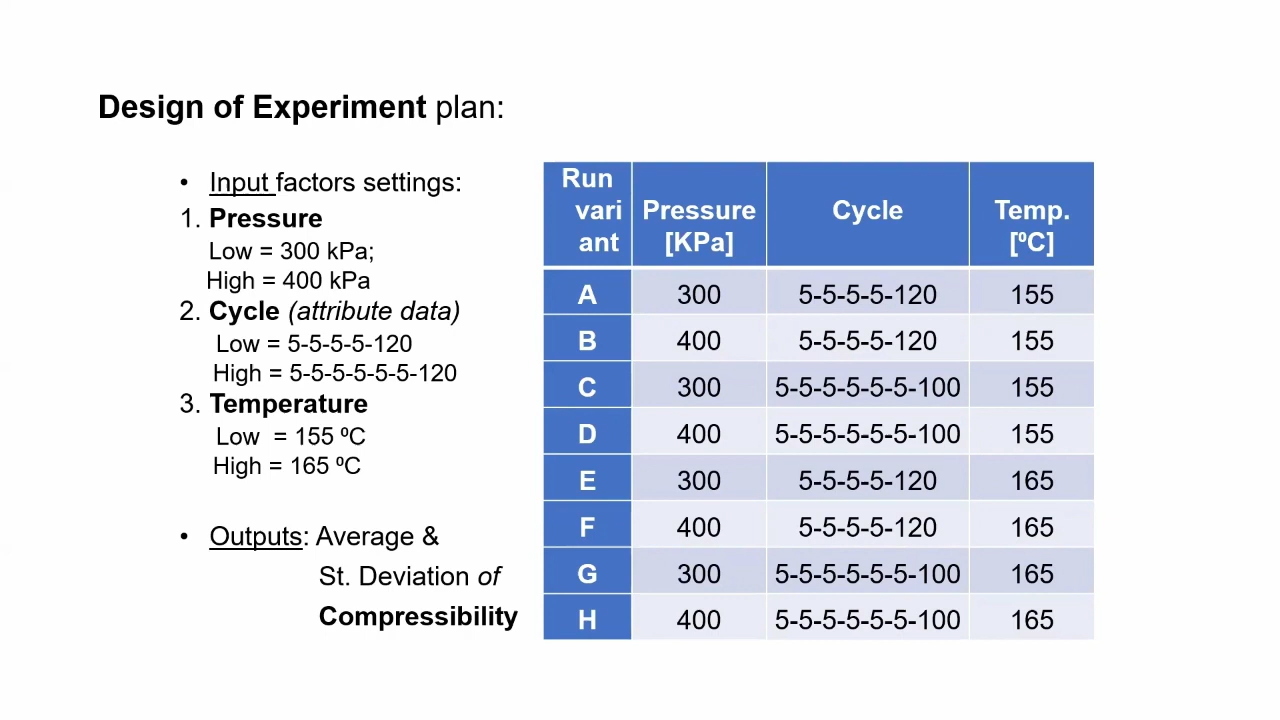 Design of Experiment plan:
• Input factors settings:
1. Pressure
Low = 300 kPa;
High = 400 kPa
2. Cycle (attribute data)
Low = 5-5-5-5-120
High = 5-5-5-5-5-5-120
3. Temperature
Low = 155 ⁰C
High = 165 ⁰C
• Outputs: Average &
St. Deviation of
Compressibility
Run vari ant Pressure [KPa] Cycle Temp. [⁰C]
A 300 5-5-5-5-120 155
B 400 5-5-5-5-120 155
C 300 5-5-5-5-5-5-100 155
D 400 5-5-5-5-5-5-100 155
E 300 5-5-5-5-120 165
F 400 5-5-5-5-120 165
G 300 5-5-5-5-5-5-100 165
H 400 5-5-5-5-5-5-100 165